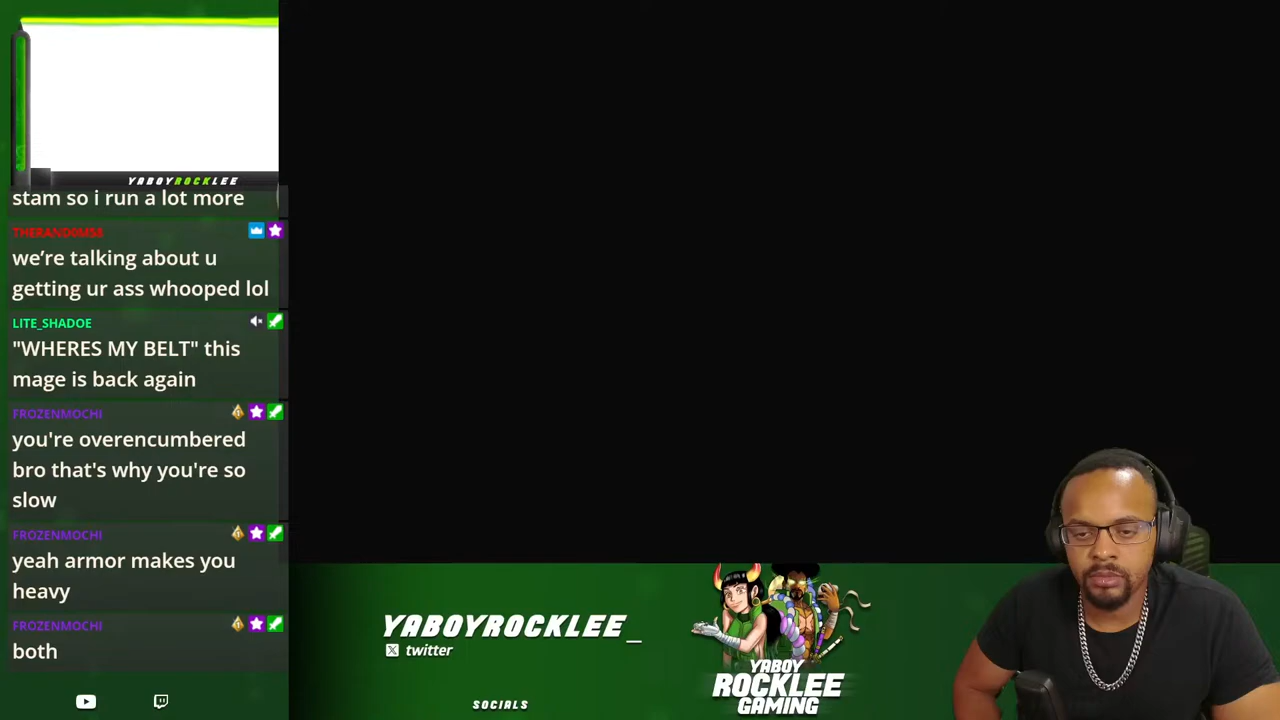 YABOYROCKLEE
stam so i run a lot more
THERAND0M58
we're talking about u
getting ur ass whooped lol
LITE_SHADOE
"WHERES MY BELT" this
mage is back again
FROZENMOCHI
you're overencumbered
bro that's why you're so
slow
FROZENMOCHI
yeah armor makes you
heavy
FROZENMOCHI
both
YABOYROCKLEE_
twitter
SOCIALS
YABOY
ROCKLEE
GAMING